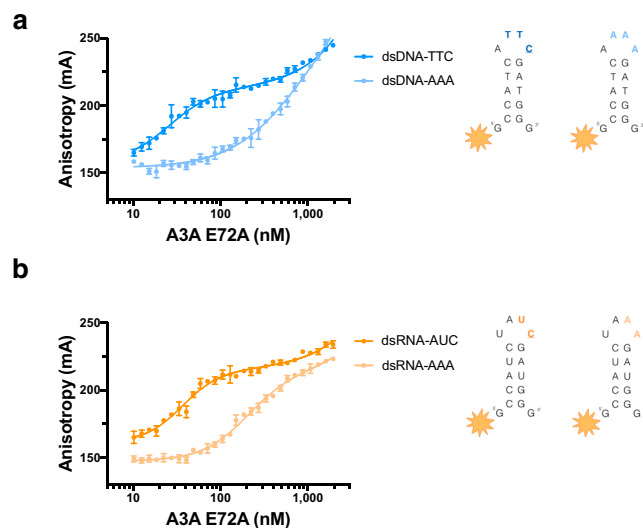 a
250
200
150
10
100
1,000
Anisotropy (mA)
A3A E72A (nM)
dsDNA-TTC
dsDNA-AAA
T T
A C
C G
T A
A T
C G
C G
5' G G 3'
A A
A A
C G
T A
A T
C G
C G
5' G G 3'
b
250
200
150
10
100
1,000
Anisotropy (mA)
A3A E72A (nM)
dsRNA-AUC
dsRNA-AAA
A U
U C
C G
U A
A U
C G
C G
5' G G 3'
A A
U A
C G
U A
A U
C G
C G
5' G G 3'